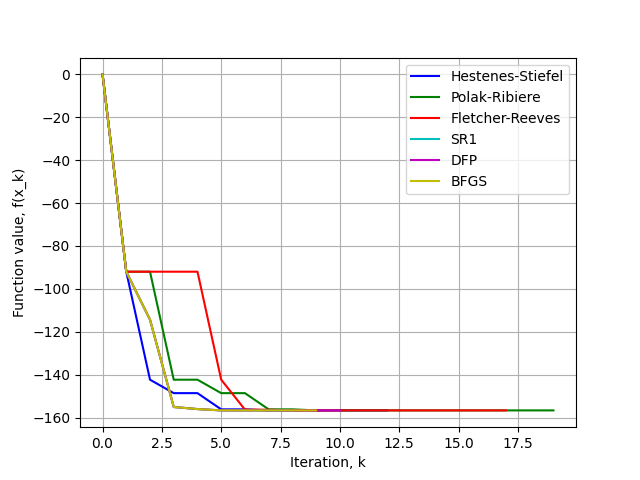 Hestenes-Stiefel
Polak-Ribiere
Fletcher-Reeves
SR1
DFP
BFGS
Function value, f(x_k)
0
−20
−40
−60
−80
−100
−120
−140
−160
0.0 2.5 5.0 7.5 10.0 12.5 15.0 17.5
Iteration, k